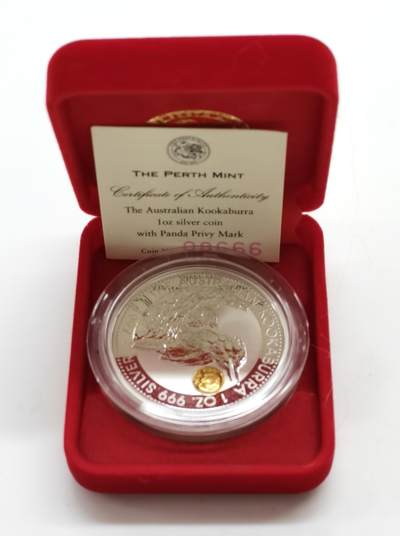 THE PERTH MINT
Certificate of Authenticity
The Australian Kookaburra
1oz silver coin
with Panda Privy Mark
Coin
KOOKABURRA 1 OZ. 999 SILVER